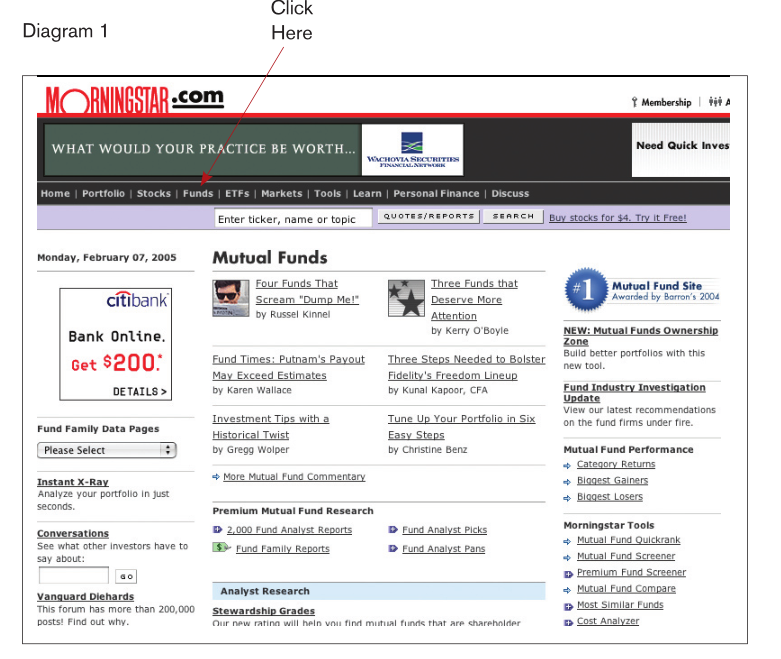 Diagram 1
Click
Here
MORNINGSTAR.com
Membership
WHAT WOULD YOUR PRACTICE BE WORTH...
WACHOVIA SECURITIES
FINANCIAL NETWORK
Need Quick Inves
Home | Portfolio | Stocks | Funds | ETFs | Markets | Tools | Learn | Personal Finance | Discuss
Enter ticker, name or topic QUOTES/REPORTS SEARCH Buy stocks for $4. Try it Free!
Monday, February 07, 2005
citibank
Bank Online.
Get $200.*
DETAILS >
Fund Family Data Pages
Please Select
Instant X-Ray
Analyze your portfolio in just
seconds.
Conversations
See what other investors have to
say about:
GO
Vanguard Diehards
This forum has more than 200,000
posts! Find out why.
Mutual Funds
Four Funds That
Scream "Dump Me!"
by Russel Kinnel
Three Funds that
Deserve More
Attention
by Kerry O'Boyle
Fund Times: Putnam's Payout
May Exceed Estimates
by Karen Wallace
Three Steps Needed to Bolster
Fidelity's Freedom Lineup
by Kunal Kapoor, CFA
Investment Tips with a
Historical Twist
by Gregg Wolper
Tune Up Your Portfolio in Six
Easy Steps
by Christine Benz
More Mutual Fund Commentary
Premium Mutual Fund Research
2,000 Fund Analyst Reports
Fund Analyst Picks
Fund Family Reports
Fund Analyst Pans
Analyst Research
Stewardship Grades
Our new rating will help you find mutual funds that are shareholder
#1
Mutual Fund Site
Awarded by Barron's 2004
NEW: Mutual Funds Ownership
Zone
Build better portfolios with this
new tool.
Fund Industry Investigation
Update
View our latest recommendations
on the fund firms under fire.
Mutual Fund Performance
Category Returns
Biggest Gainers
Biggest Losers
Morningstar Tools
Mutual Fund Quickrank
Mutual Fund Screener
Premium Fund Screener
Mutual Fund Compare
Most Similar Funds
Cost Analyzer